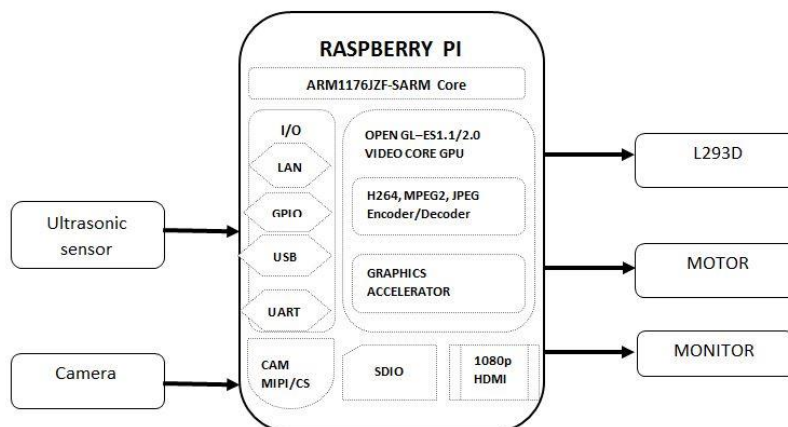 RASPBERRY PI
ARM1176JZF-SARM Core
I/O
LAN
GPIO
USB
UART
OPEN GL–ES1.1/2.0
VIDEO CORE GPU
H264, MPEG2, JPEG
Encoder/Decoder
GRAPHICS
ACCELERATOR
CAM
MIPI/CS
SDIO
1080p
HDMI
Ultrasonic
sensor
Camera
L293D
MOTOR
MONITOR